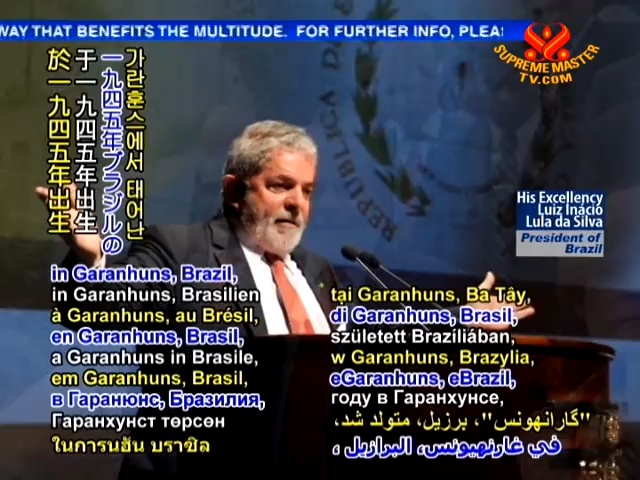 WAY THAT BENEFITS THE MULTITUDE. FOR FURTHER INFO, PLEA
SUPREME MASTER
TV.COM
가란훈스에서 태어난
一九四五年ブラジルの
于一九四五年出生
於一九四五年出生
REPUBLICA DE
His Excellency
Luiz Inácio
Lula da Silva
President of
Brazil
in Garanhuns, Brazil,
in Garanhuns, Brasilien
à Garanhuns, au Brésil,
en Garanhuns, Brasil,
a Garanhuns in Brasile,
em Garanhuns, Brasil,
в Гаранюнс, Бразилия,
Гаранхунст төрсөн
ในการนฮัน บราซิล
tại Garanhuns, Ba Tây,
di Garanhuns, Brasil,
született Brazíliában,
w Garanhuns, Brazylia,
eGaranhuns, eBrazil,
году в Гаранхунсе,
"گارانهونس"، برزیل، متولد شد،
في غارنهيونس، البرازيل ،